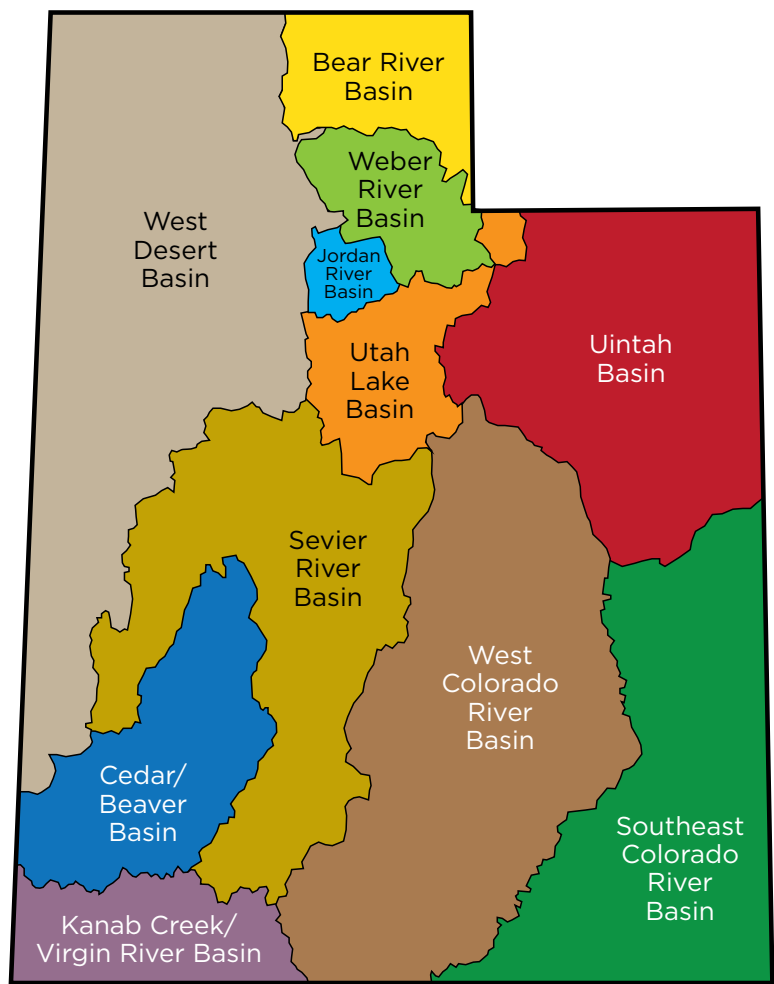 Bear River
Basin
Weber
River
Basin
West
Desert
Basin
Jordan
River
Basin
Utah
Lake
Basin
Uintah
Basin
Sevier
River
Basin
West
Colorado
River
Basin
Cedar/
Beaver
Basin
Southeast
Colorado
River
Basin
Kanab Creek/
Virgin River Basin